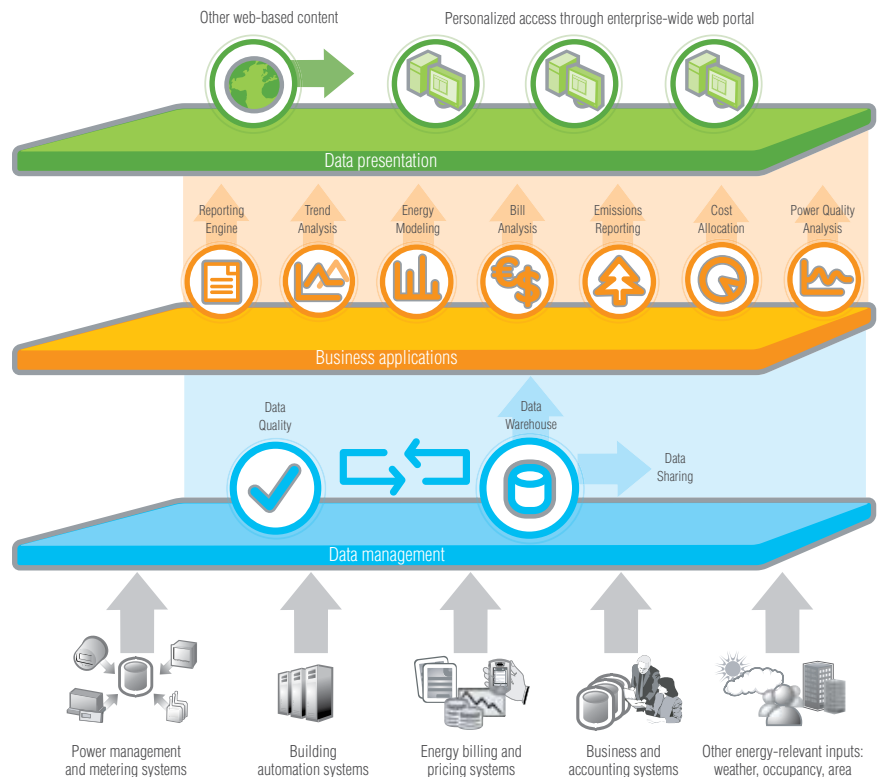 Other web-based content
Personalized access through enterprise-wide web portal
Data presentation
Reporting
Engine
Trend
Analysis
Energy
Modeling
Bill
Analysis
Emissions
Reporting
Cost
Allocation
Power Quality
Analysis
€$
Business applications
Data
Quality
Data
Warehouse
Data
Sharing
Data management
Power management
and metering systems
Building
automation systems
Energy billing and
pricing systems
Business and
accounting systems
Other energy-relevant inputs:
weather, occupancy, area